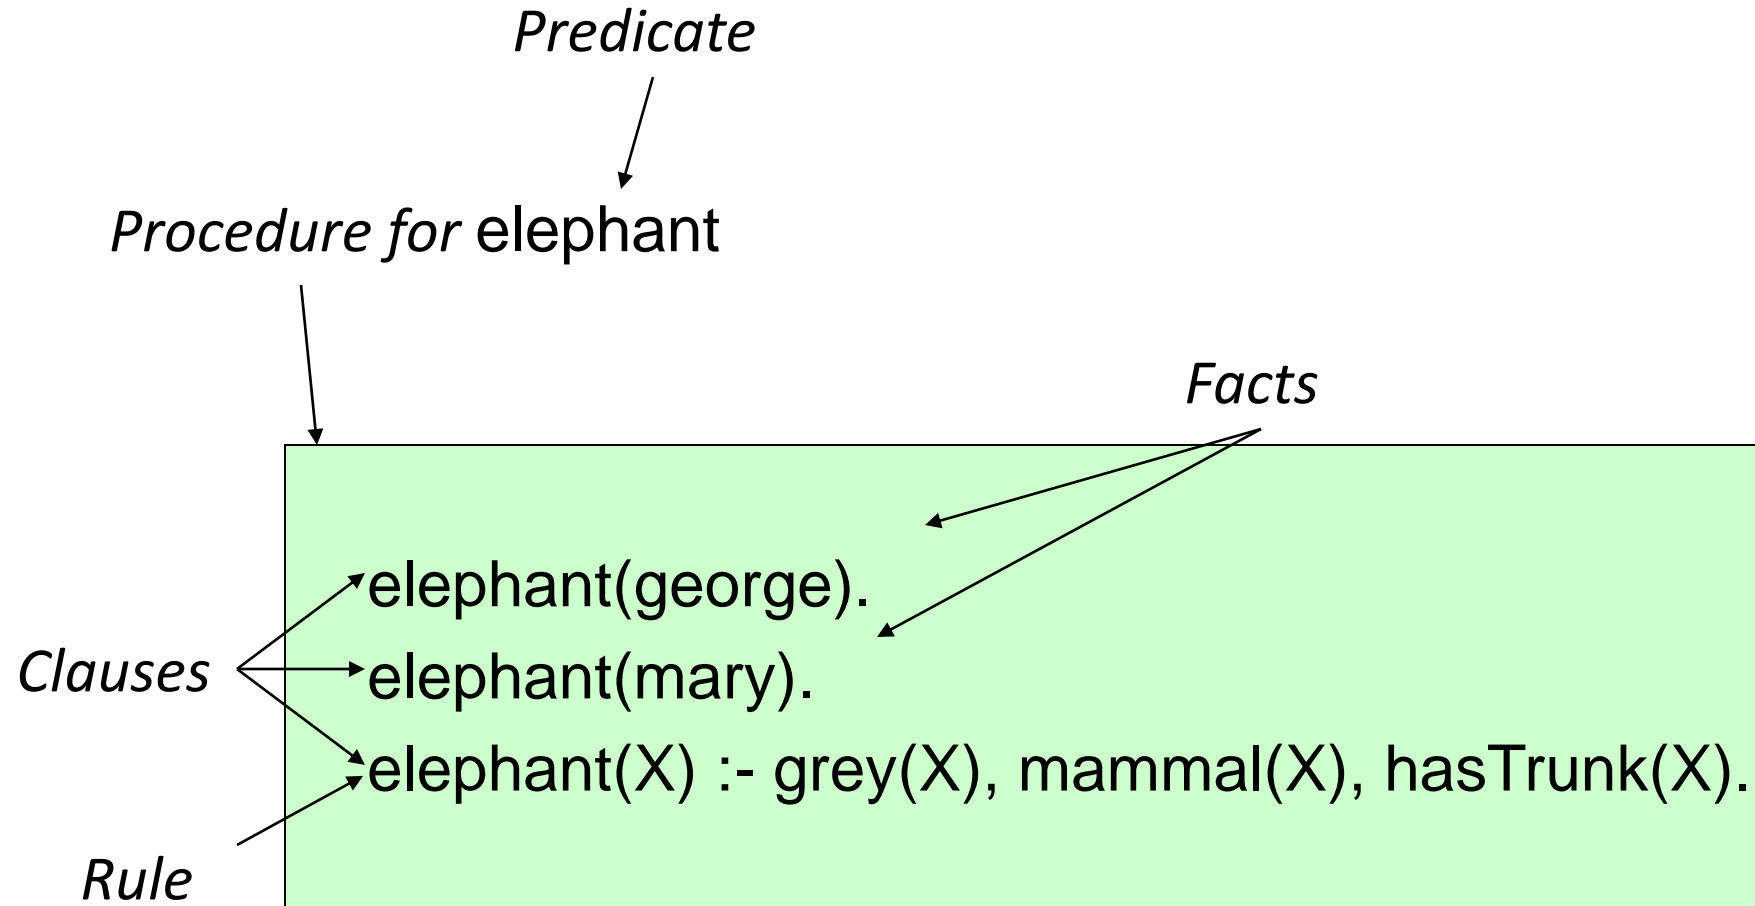 Predicate
Procedure for elephant
Facts
elephant(george).
Clauses
elephant(mary).
elephant(X) :- grey(X), mammal(X), hasTrunk(X).
Rule